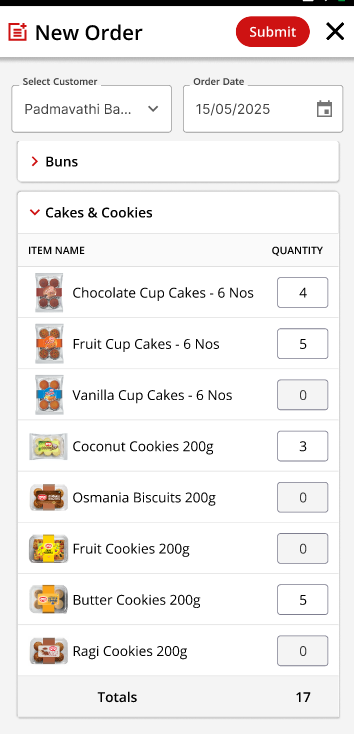 New Order
Submit
Select Customer
Padmavathi Ba...
Order Date
15/05/2025
Buns
Cakes & Cookies
ITEM NAME QUANTITY
Chocolate Cup Cakes - 6 Nos 4
Fruit Cup Cakes - 6 Nos 5
Vanilla Cup Cakes - 6 Nos 0
Coconut Cookies 200g 3
Osmania Biscuits 200g 0
Fruit Cookies 200g 0
Butter Cookies 200g 5
Ragi Cookies 200g 0
Totals 17